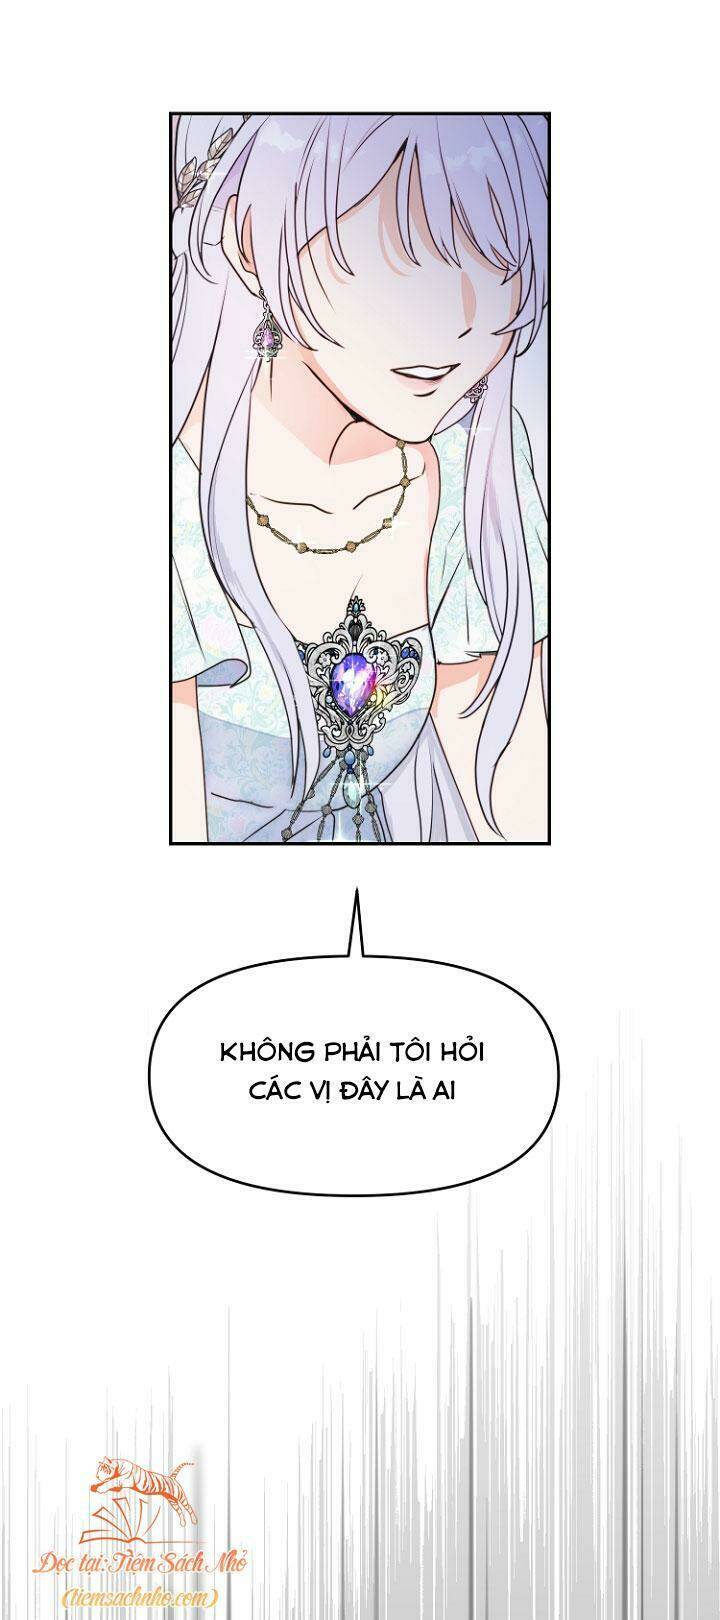 KHÔNG PHẢI TÔI HỎI
CÁC VỊ ĐÂY LÀ AI
Đọc tại: Tiệm Sách Nhỏ
(tiemsachnho.com)